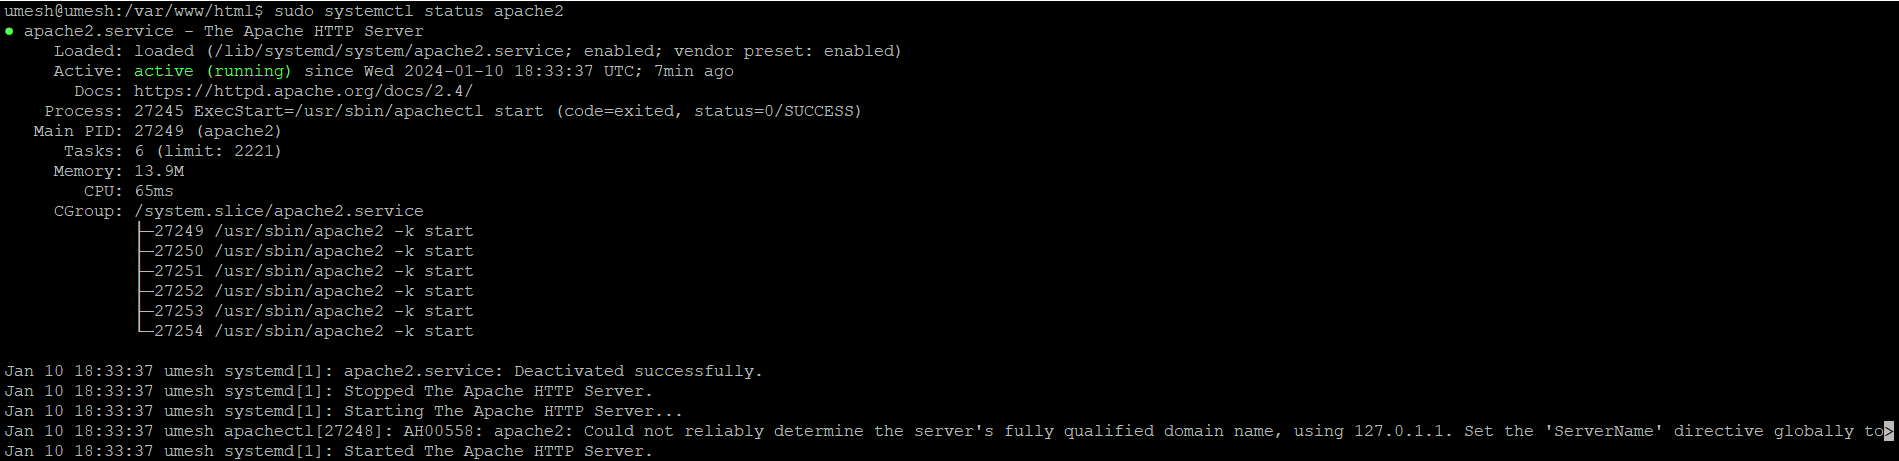 umesh@umesh:/var/www/html$ sudo systemctl status apache2
● apache2.service - The Apache HTTP Server
     Loaded: loaded (/lib/systemd/system/apache2.service; enabled; vendor preset: enabled)
     Active: active (running) since Wed 2024-01-10 18:33:37 UTC; 7min ago
       Docs: https://httpd.apache.org/docs/2.4/
    Process: 27245 ExecStart=/usr/sbin/apachectl start (code=exited, status=0/SUCCESS)
   Main PID: 27249 (apache2)
      Tasks: 6 (limit: 2221)
     Memory: 13.9M
        CPU: 65ms
     CGroup: /system.slice/apache2.service
             ├─27249 /usr/sbin/apache2 -k start
             ├─27250 /usr/sbin/apache2 -k start
             ├─27251 /usr/sbin/apache2 -k start
             ├─27252 /usr/sbin/apache2 -k start
             ├─27253 /usr/sbin/apache2 -k start
             └─27254 /usr/sbin/apache2 -k start

Jan 10 18:33:37 umesh systemd[1]: apache2.service: Deactivated successfully.
Jan 10 18:33:37 umesh systemd[1]: Stopped The Apache HTTP Server.
Jan 10 18:33:37 umesh systemd[1]: Starting The Apache HTTP Server...
Jan 10 18:33:37 umesh apachectl[27248]: AH00558: apache2: Could not reliably determine the server's fully qualified domain name, using 127.0.1.1. Set the 'ServerName' directive globally to>
Jan 10 18:33:37 umesh systemd[1]: Started The Apache HTTP Server.